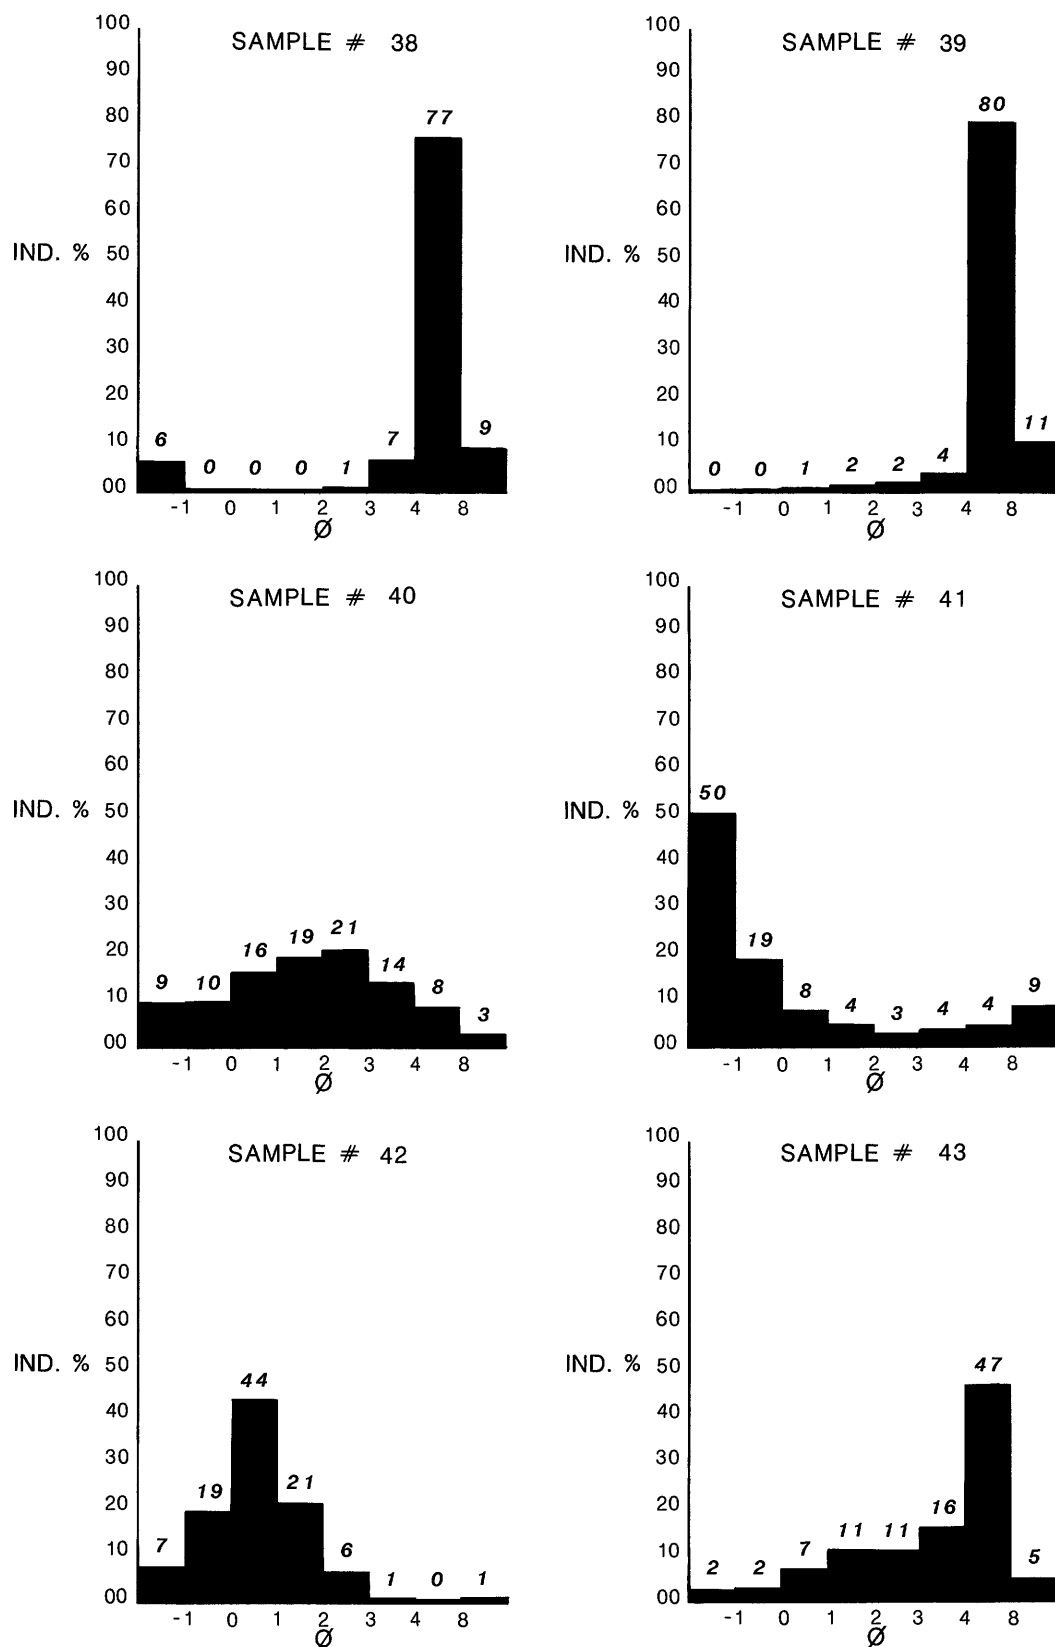 SAMPLE # 38
100
90
80
70
60
IND. % 50
40
30
20
10
00
77
6 0 0 0 1 7 9
-1 0 1 2 3 4 8
Ø
SAMPLE # 39
100
90
80
70
60
IND. % 50
40
30
20
10
00
80
0 0 1 2 2 4 11
-1 0 1 2 3 4 8
Ø
SAMPLE # 40
100
90
80
70
60
IND. % 50
40
30
20
10
00
9 10 16 19 21 14 8 3
-1 0 1 2 3 4 8
Ø
SAMPLE # 41
100
90
80
70
60
IND. % 50
40
30
20
10
00
50 19 8 4 3 4 4 9
-1 0 1 2 3 4 8
Ø
SAMPLE # 42
100
90
80
70
60
IND. % 50
40
30
20
10
00
7 19 44 21 6 1 0 1
-1 0 1 2 3 4 8
Ø
SAMPLE # 43
100
90
80
70
60
IND. % 50
40
30
20
10
00
2 2 7 11 11 16 47 5
-1 0 1 2 3 4 8
Ø